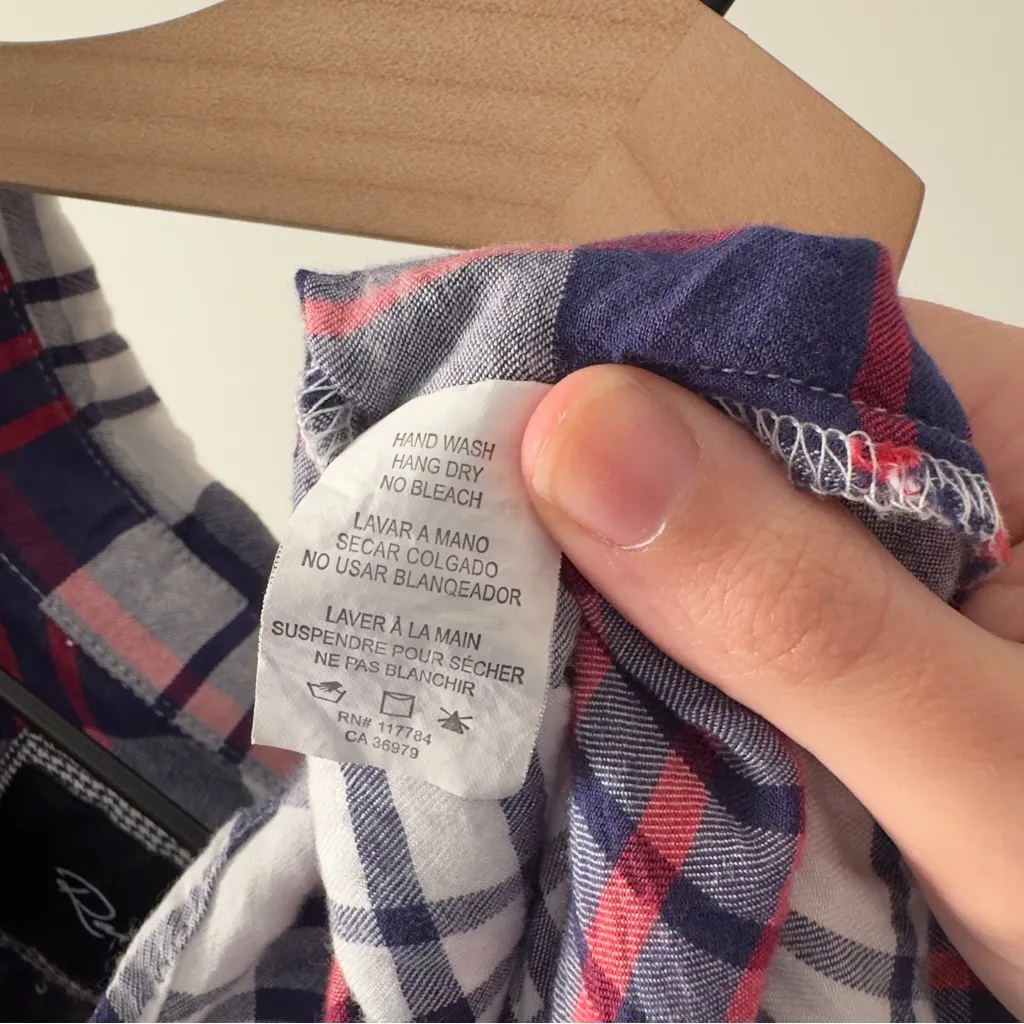 HAND WASH
HANG DRY
NO BLEACH
LAVAR A MANO
SECAR COLGADO
NO USAR BLANQEADOR
LAVER À LA MAIN
SUSPENDRE POUR SÉCHER
NE PAS BLANCHIR
RN# 117784
CA 36979